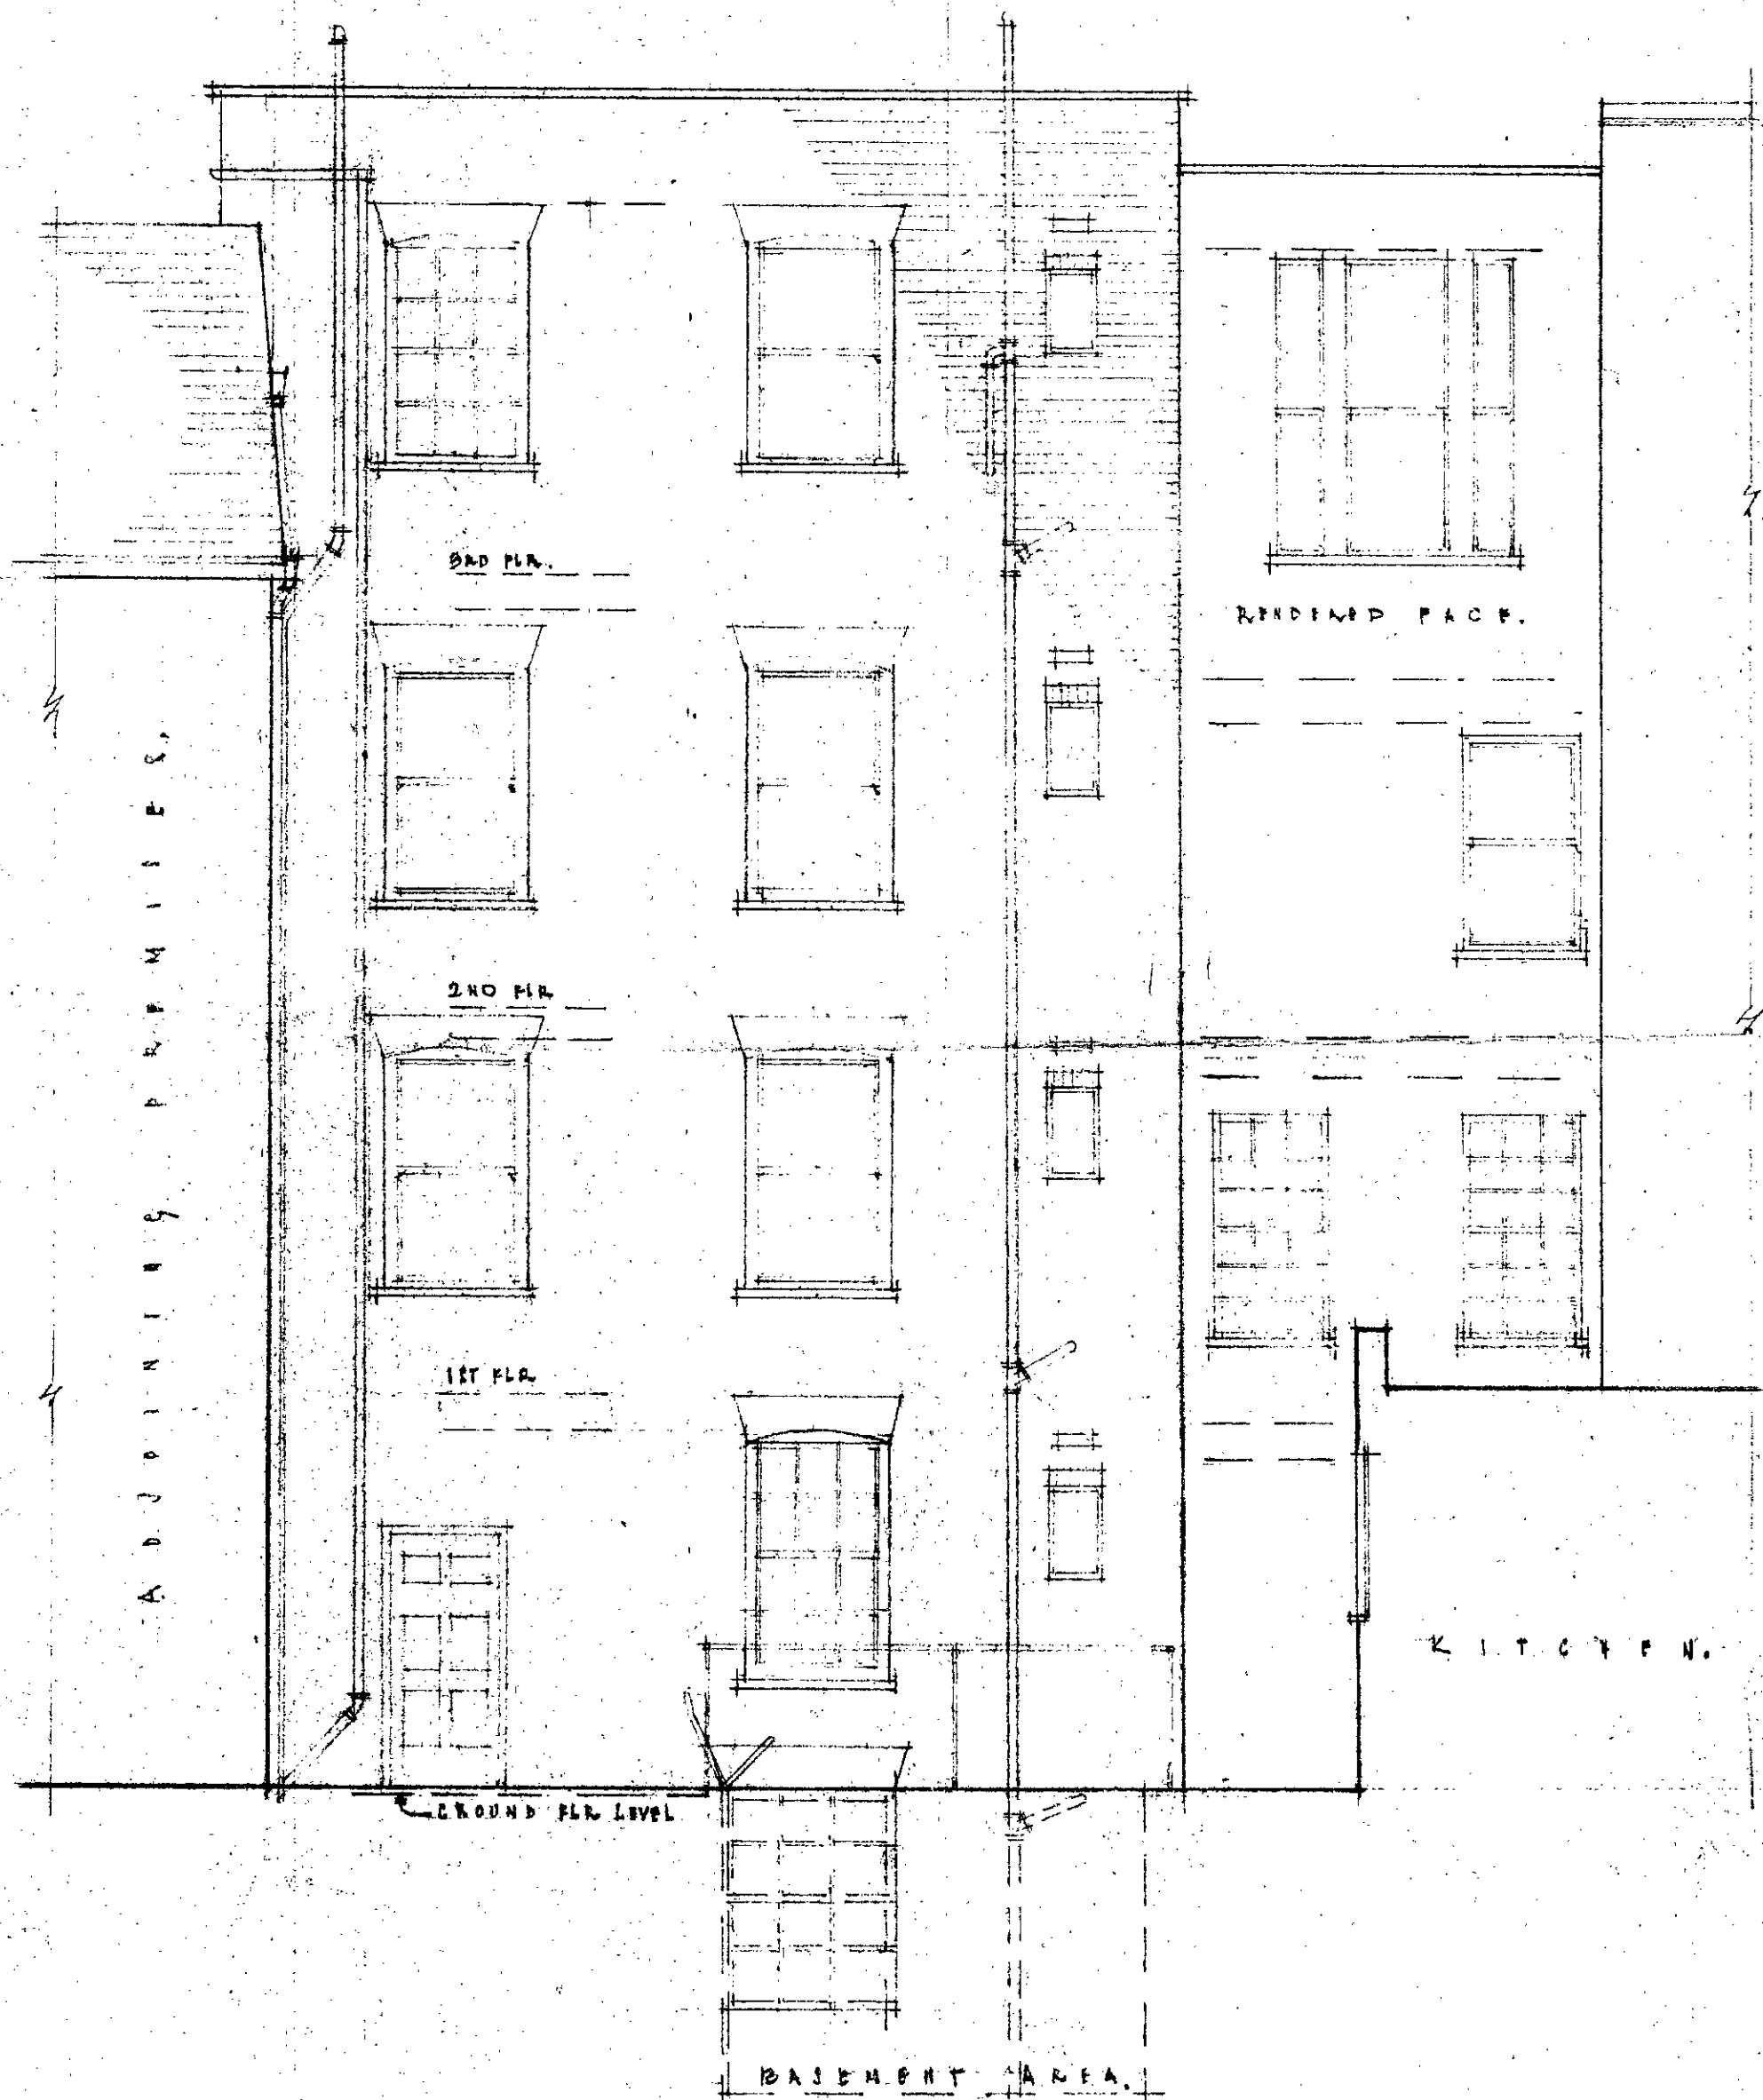 3RD FLR.
RENDERED FACE.
2ND FLR
1ST FLR
ADJOINING PREMISES,
KITCHEN.
GROUND FLR LEVEL
BASEMENT AREA.